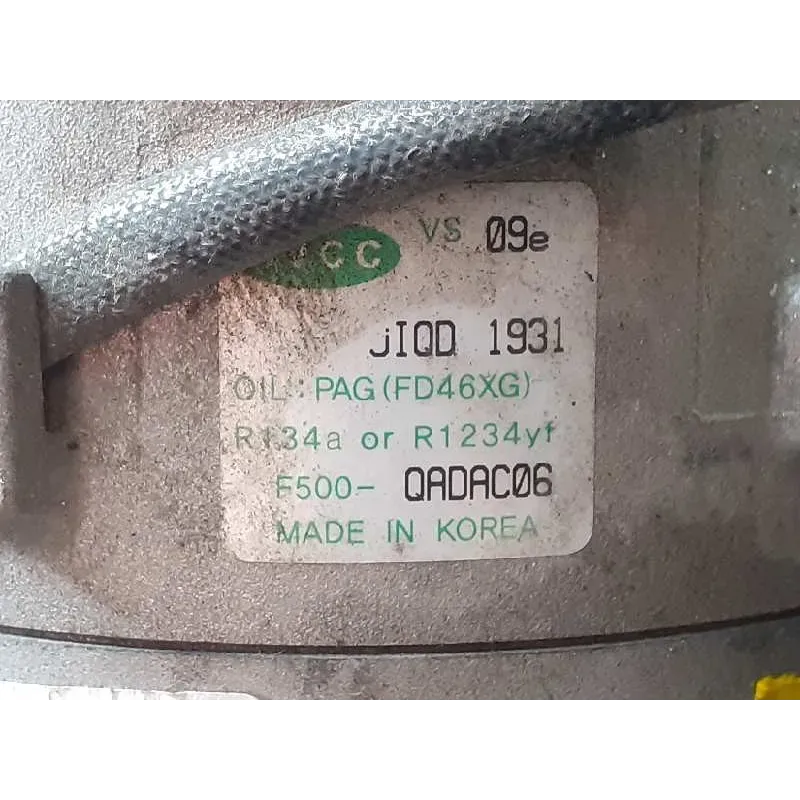 VS 09e
jIQD 1931
OIL: PAG(FD46XG)
R134a or R1234yf
F500- QADAC06
MADE IN KOREA